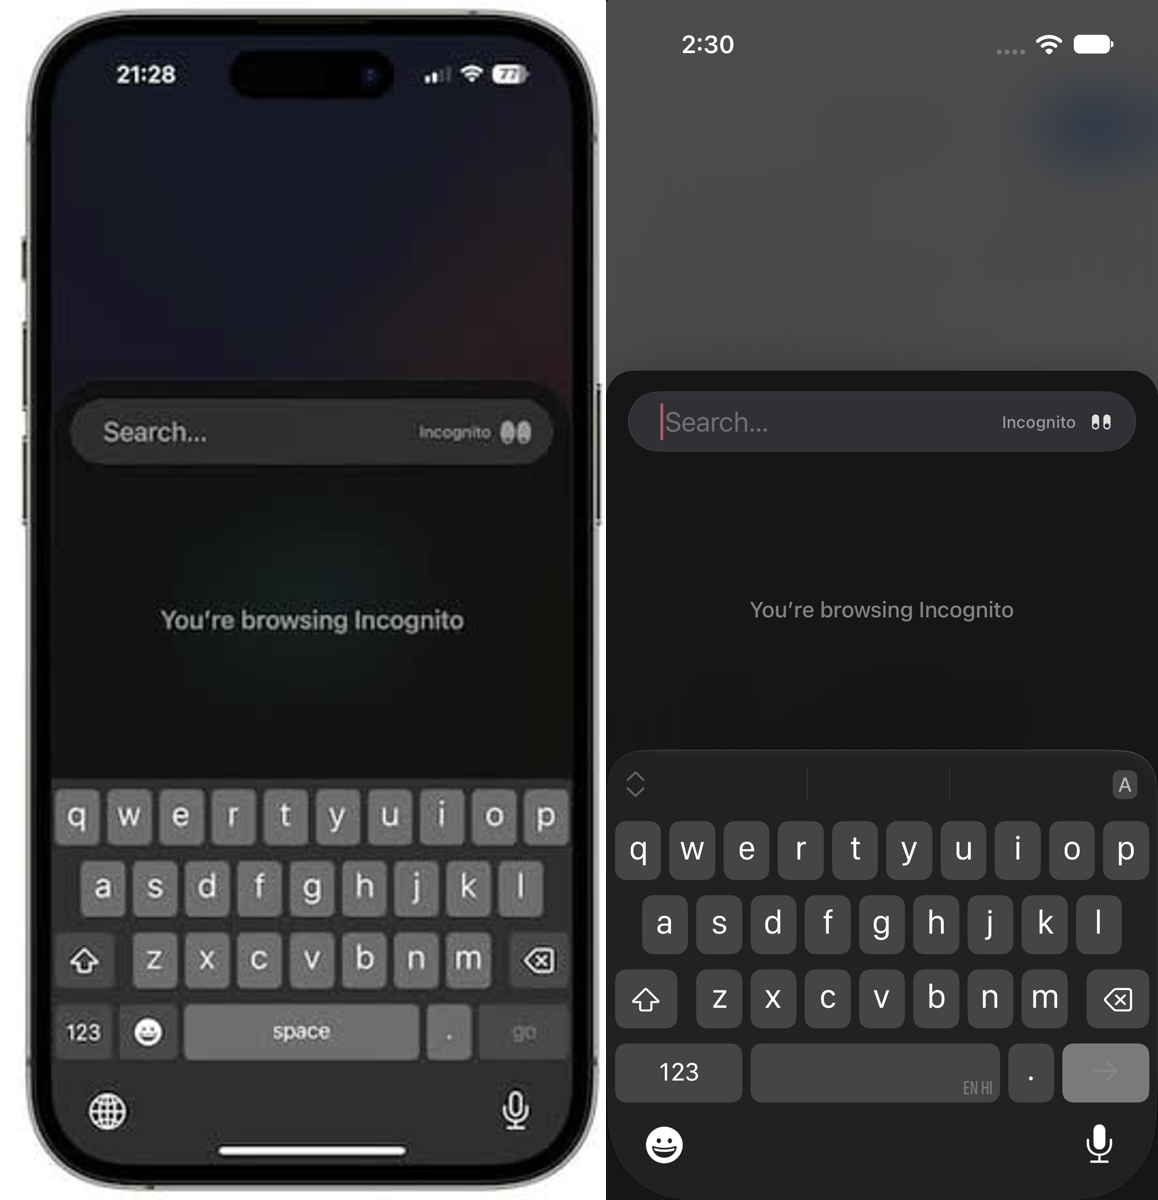 21:28
77
Search...
Incognito
You're browsing Incognito
q w e r t y u i o p
a s d f g h j k l
z x c v b n m
123
space
.
go
2:30
Search...
Incognito
You're browsing Incognito
A
q w e r t y u i o p
a s d f g h j k l
z x c v b n m
123
EN HI
.